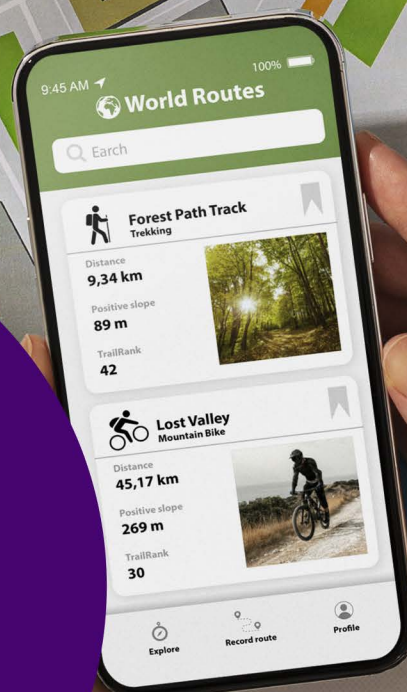 9:45 AM 100%
World Routes
Earch
Forest Path Track
Trekking
Distance
9,34 km
Positive slope
89 m
TrailRank
42
Lost Valley
Mountain Bike
Distance
45,17 km
Positive slope
269 m
TrailRank
30
Explore
Record route
Profile